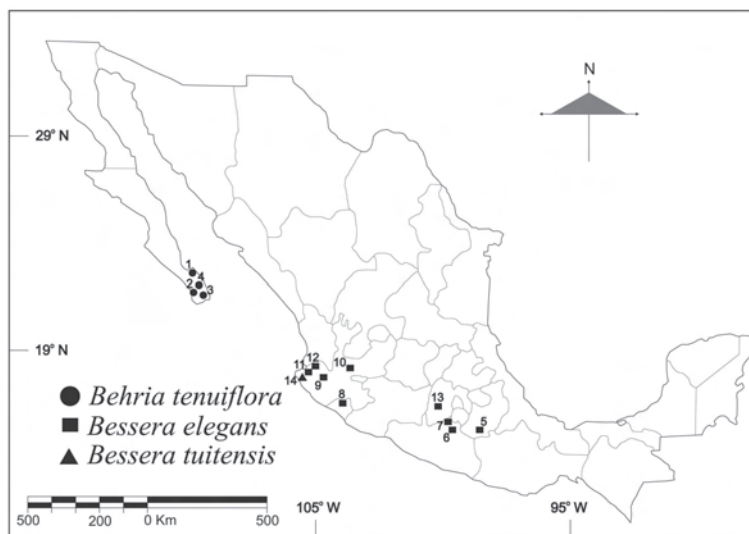 N
29° N
1
4
2
3
19° N
12
11
10
14
9
8
13
7
6
5
Behria tenuiflora
Bessera elegans
Bessera tuitensis
500 200 0 Km 500
105° W 95° W